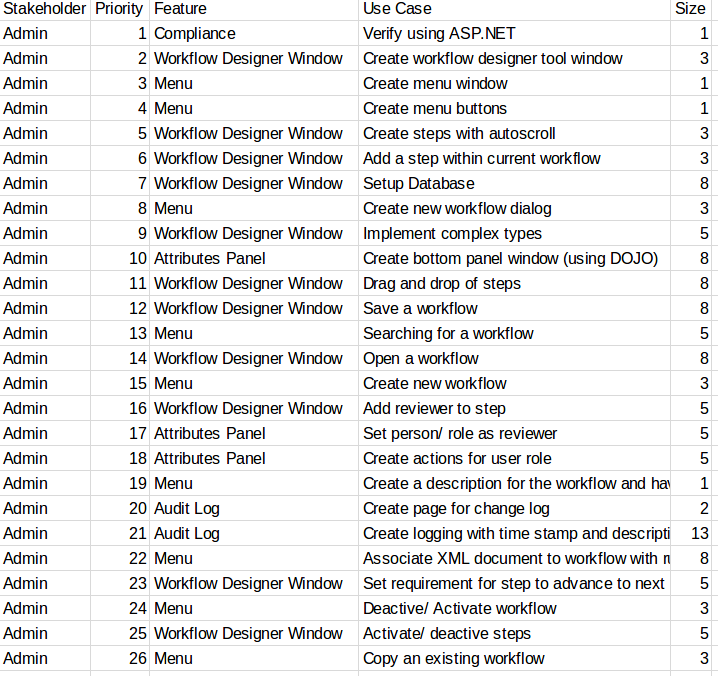 Stakeholder Priority Feature Use Case Size
Admin 1 Compliance Verify using ASP.NET 1
Admin 2 Workflow Designer Window Create workflow designer tool window 3
Admin 3 Menu Create menu window 1
Admin 4 Menu Create menu buttons 1
Admin 5 Workflow Designer Window Create steps with autoscroll 3
Admin 6 Workflow Designer Window Add a step within current workflow 3
Admin 7 Workflow Designer Window Setup Database 8
Admin 8 Menu Create new workflow dialog 3
Admin 9 Workflow Designer Window Implement complex types 5
Admin 10 Attributes Panel Create bottom panel window (using DOJO) 8
Admin 11 Workflow Designer Window Drag and drop of steps 8
Admin 12 Workflow Designer Window Save a workflow 8
Admin 13 Menu Searching for a workflow 5
Admin 14 Workflow Designer Window Open a workflow 8
Admin 15 Menu Create new workflow 3
Admin 16 Workflow Designer Window Add reviewer to step 5
Admin 17 Attributes Panel Set person/ role as reviewer 5
Admin 18 Attributes Panel Create actions for user role 5
Admin 19 Menu Create a description for the workflow and 1
Admin 20 Audit Log Create page for change log 2
Admin 21 Audit Log Create logging with time stamp and descripti 13
Admin 22 Menu Associate XML document to workflow with 8
Admin 23 Workflow Designer Window Set requirement for step to advance to next 5
Admin 24 Menu Deactive/ Activate workflow 3
Admin 25 Workflow Designer Window Activate/ deactive steps 5
Admin 26 Menu Copy an existing workflow 3